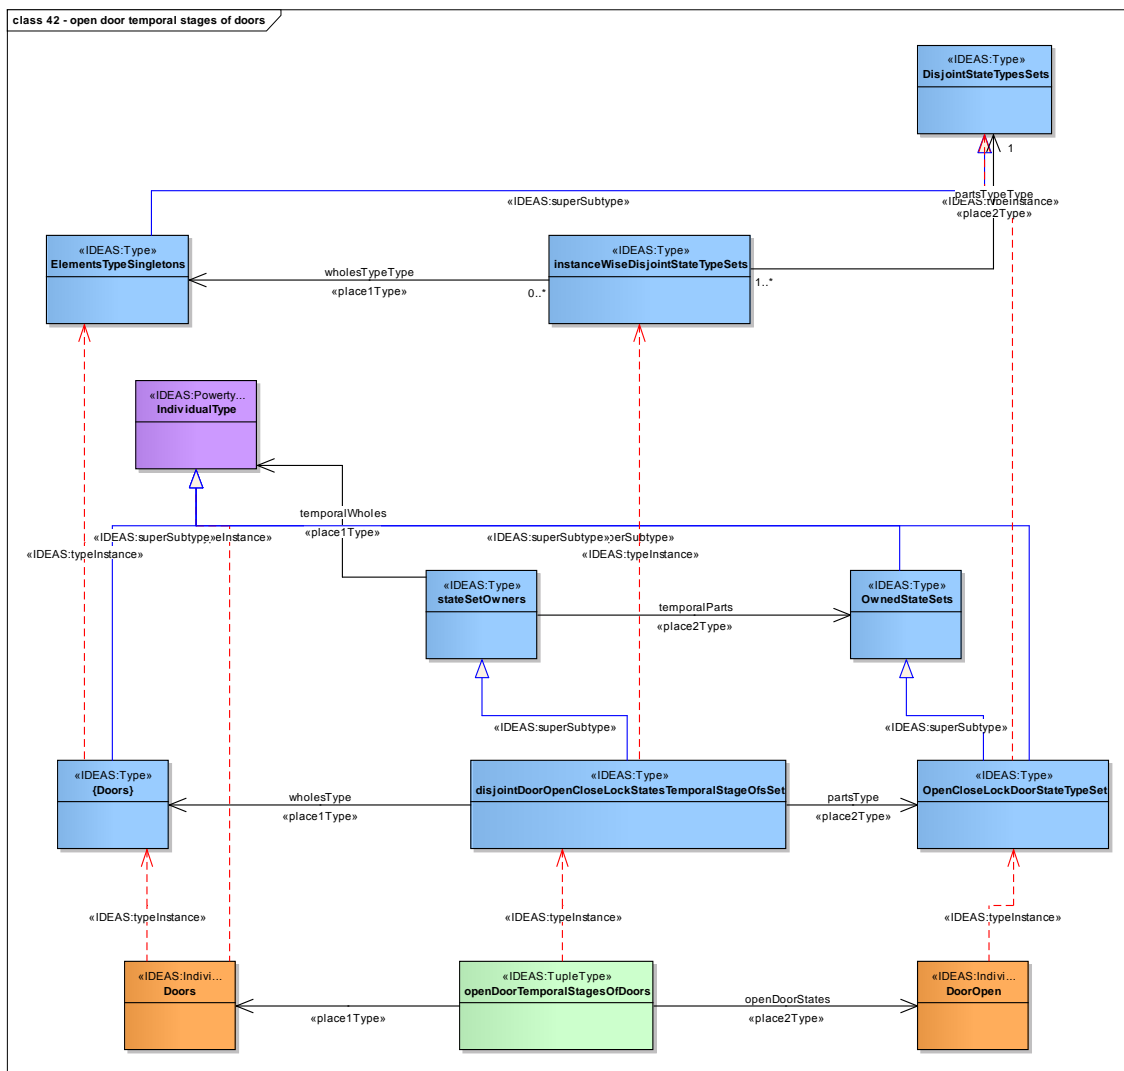 class 42 - open door temporal stages of doors
«IDEAS:Type»
DisjointStateTypesSets
1
partsTypeType
«IDEAS:typeInstance»
«place2Type»
«IDEAS:superSubtype»
«IDEAS:Type»
ElementsTypeSingletons
wholesTypeType
«place1Type»
0..*
«IDEAS:Type»
instanceWiseDisjointStateTypeSets
1..*
«IDEAS:Powerty...
IndividualType
temporalWholes
«place1Type»
«IDEAS:superSubtype»
eInstance»
«IDEAS:superSubtype»
perSubtype»
«IDEAS:typeInstance»
«IDEAS:typeInstance»
«IDEAS:Type»
stateSetOwners
temporalParts
«place2Type»
«IDEAS:Type»
OwnedStateSets
«IDEAS:superSubtype»
«IDEAS:superSubtype»
«IDEAS:Type»
{Doors}
wholesType
«place1Type»
«IDEAS:Type»
disjointDoorOpenCloseLockStatesTemporalStageOfsSet
partsType
«place2Type»
«IDEAS:Type»
OpenCloseLockDoorStateTypeSet
«IDEAS:typeInstance»
«IDEAS:typeInstance»
«IDEAS:typeInstance»
«IDEAS:Indivi...
Doors
«place1Type»
«IDEAS:TupleType»
openDoorTemporalStagesOfDoors
openDoorStates
«place2Type»
«IDEAS:Indivi...
DoorOpen